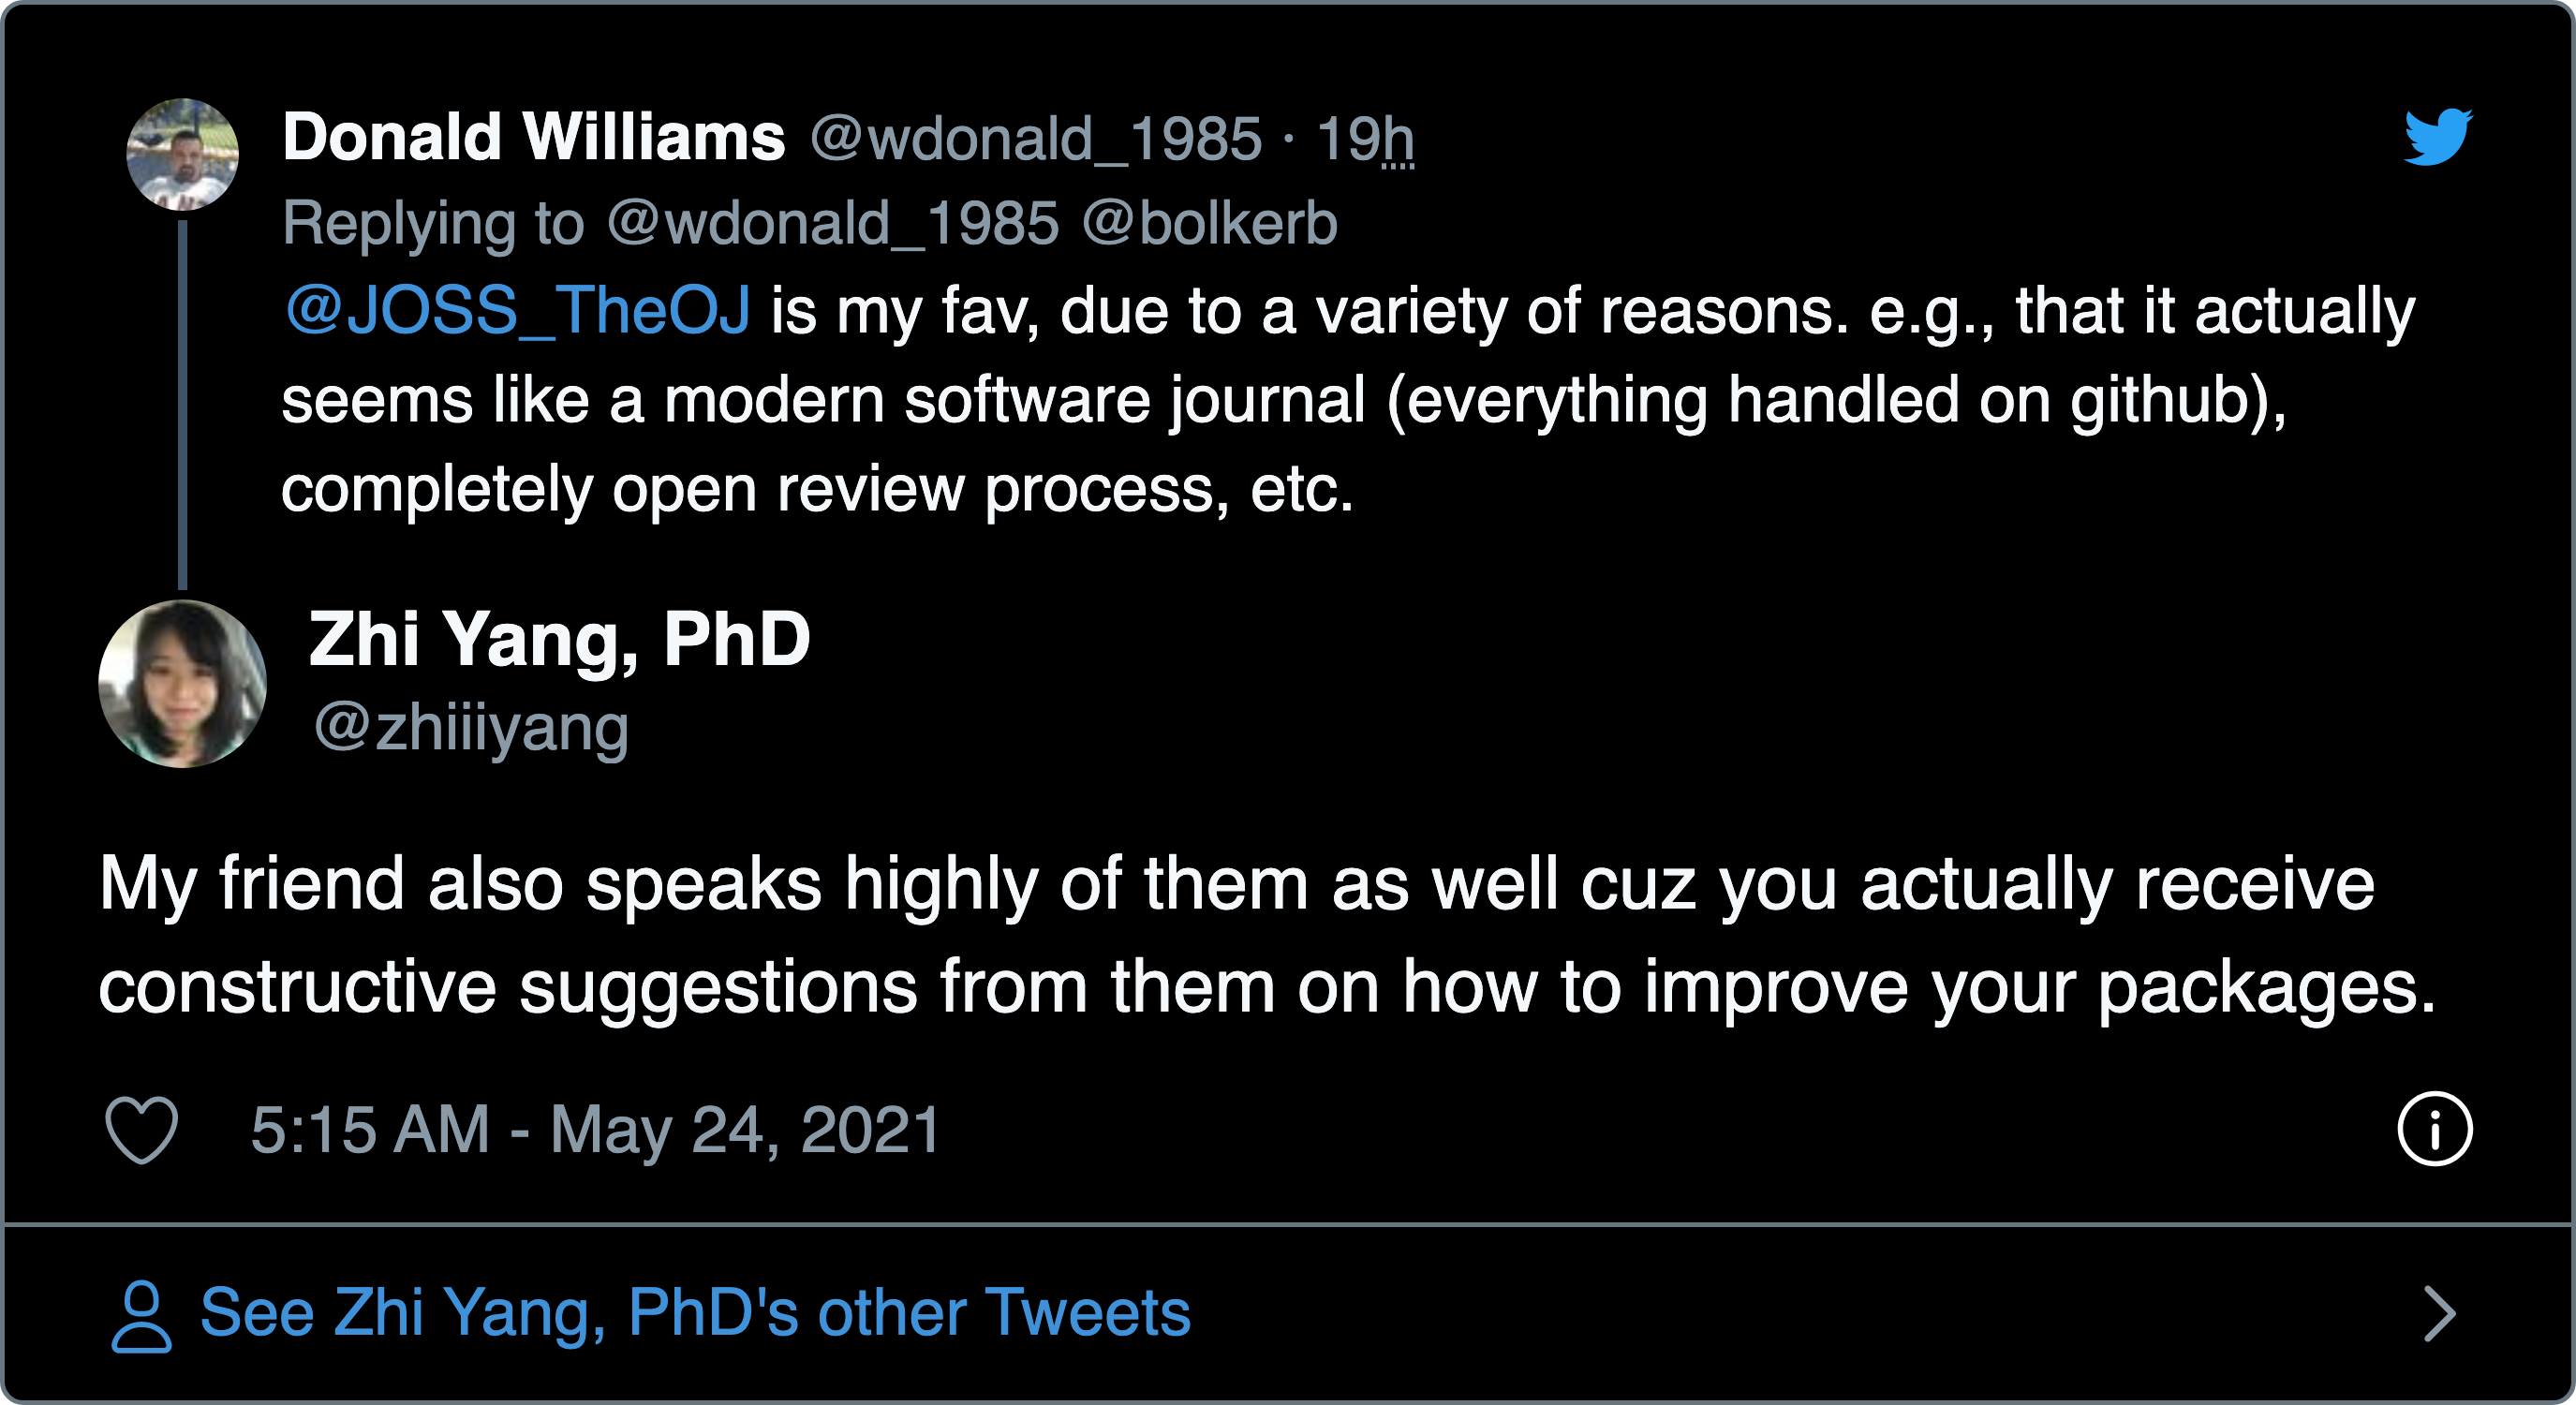 Donald Williams @wdonald_1985 · 19h
Replying to @wdonald_1985 @bolkerb
@JOSS_TheOJ is my fav, due to a variety of reasons. e.g., that it actually
seems like a modern software journal (everything handled on github),
completely open review process, etc.
Zhi Yang, PhD
@zhiiiyang
My friend also speaks highly of them as well cuz you actually receive
constructive suggestions from them on how to improve your packages.
5:15 AM - May 24, 2021
See Zhi Yang, PhD's other Tweets